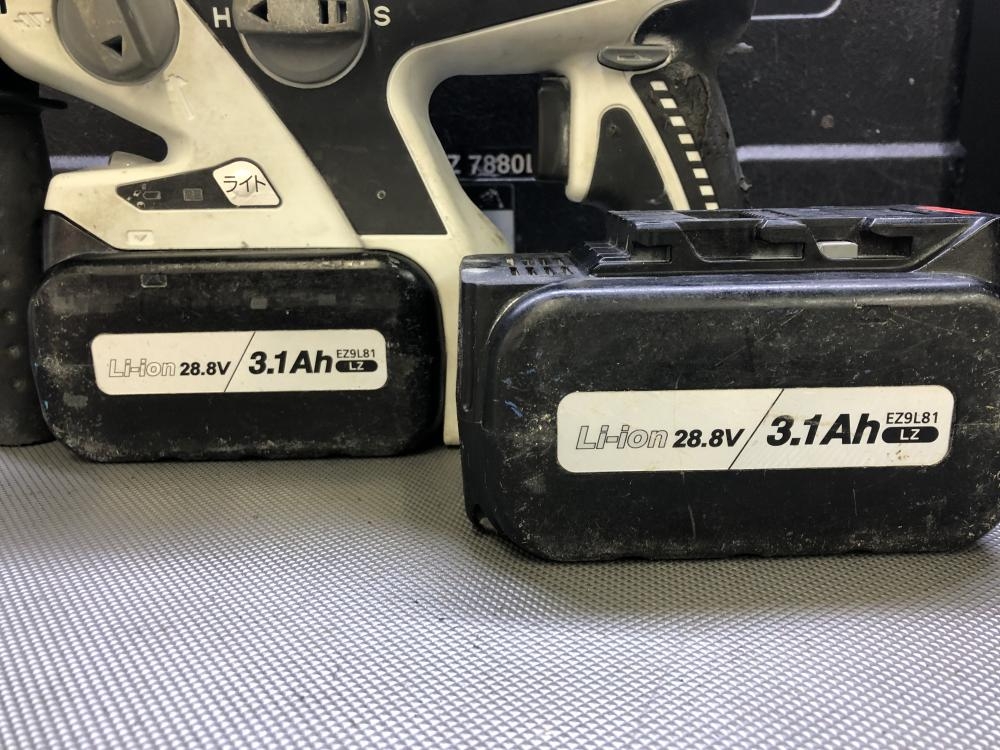 H S
Z 7880L
ライト
Li-ion 28.8V / 3.1Ah EZ9L81
LZ
Li-ion 28.8V / 3.1Ah EZ9L81
LZ